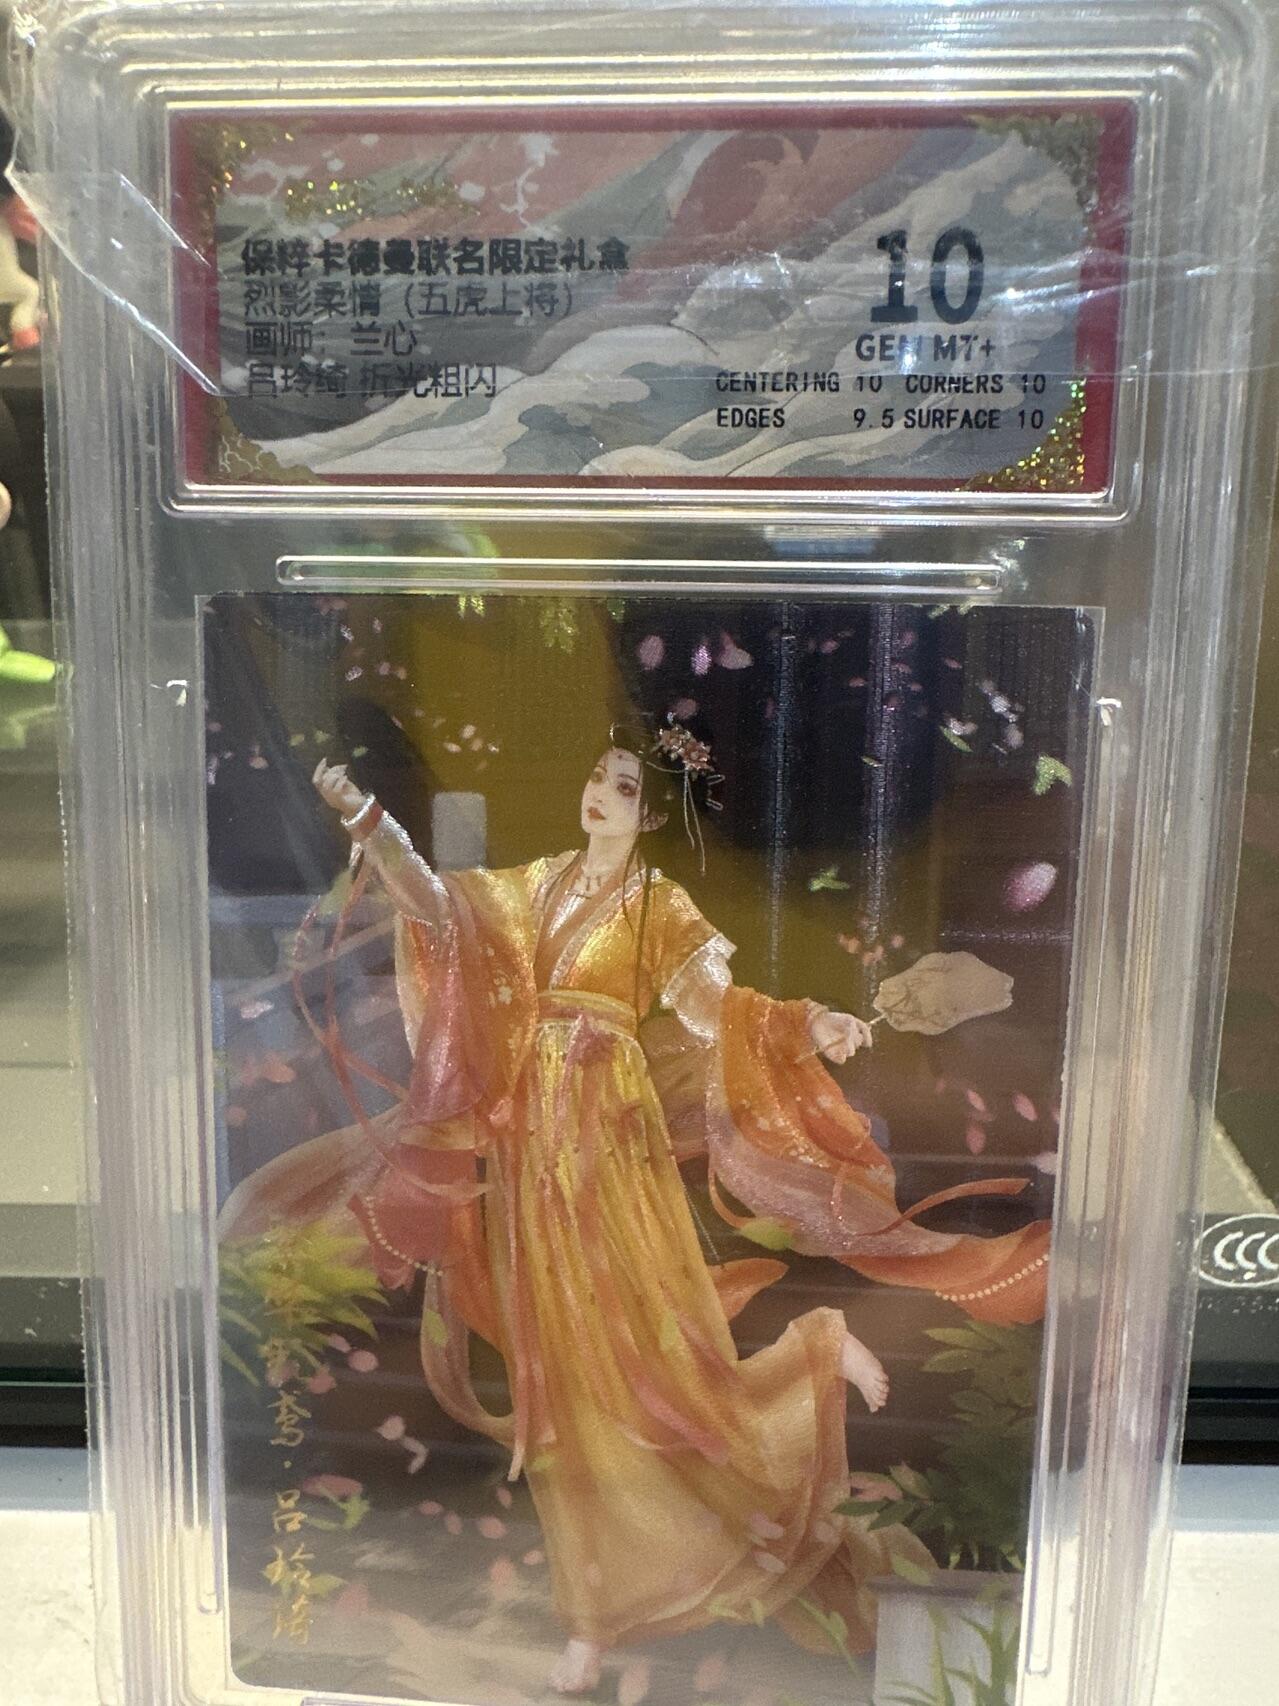 保粹卡德曼联名限定礼盒
烈影柔情（五虎上将）
画师：兰心
吕玲绮 折光粗闪
10
GEM MT+
CENTERING 10 CORNERS 10
EDGES 9.5 SURFACE 10
鸢·吕玲绮
CCC